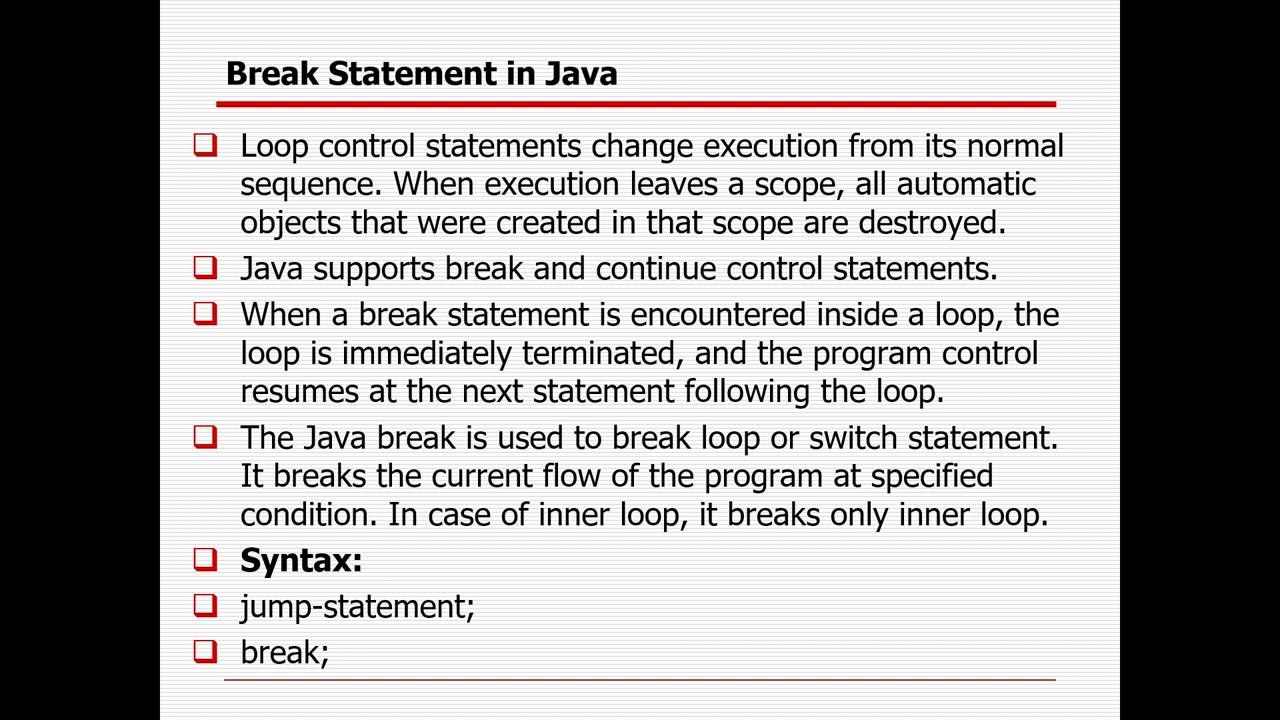 Break Statement in Java
Loop control statements change execution from its normal
sequence. When execution leaves a scope, all automatic
objects that were created in that scope are destroyed.
Java supports break and continue control statements.
When a break statement is encountered inside a loop, the
loop is immediately terminated, and the program control
resumes at the next statement following the loop.
The Java break is used to break loop or switch statement.
It breaks the current flow of the program at specified
condition. In case of inner loop, it breaks only inner loop.
Syntax:
jump-statement;
break;